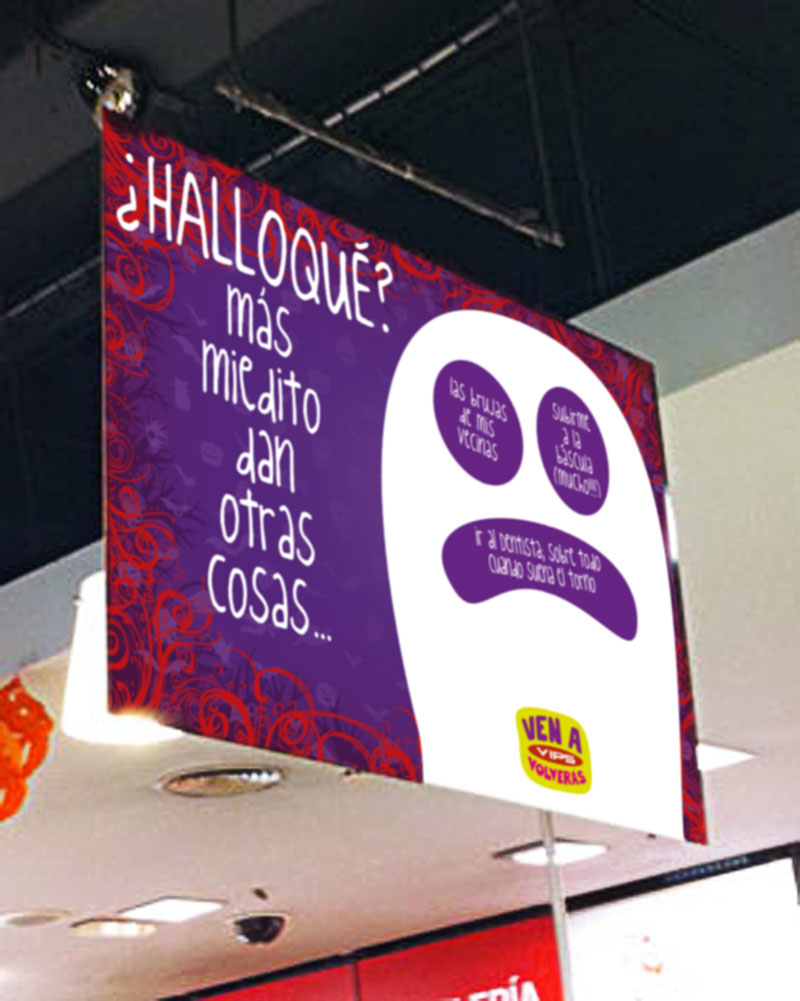 ¿HALLOQUÉ?
más
miedito
dan
otras
cosas...
las brujas
de mis
vecinas
subirme
a la
báscula
(mucho!!!)
ir al Dentista, sobre todo
cuando suena el torno
VEN A
VIPS
VOLVERAS